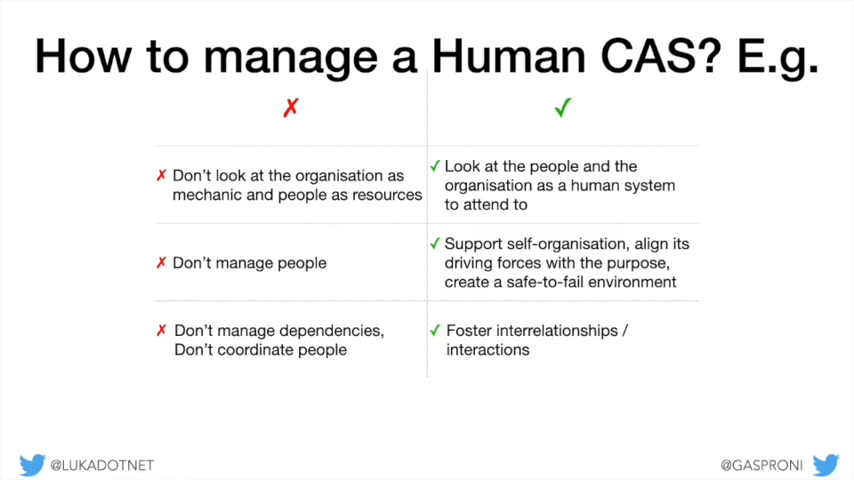 How to manage a Human CAS? E.g.
✗
✓
✗ Don't look at the organisation as
mechanic and people as resources
✓ Look at the people and the
organisation as a human system
to attend to
✗ Don't manage people
✓ Support self-organisation, align its
driving forces with the purpose,
create a safe-to-fail environment
✗ Don't manage dependencies,
Don't coordinate people
✓ Foster interrelationships /
interactions
@LUKADOTNET
@GASPRONI